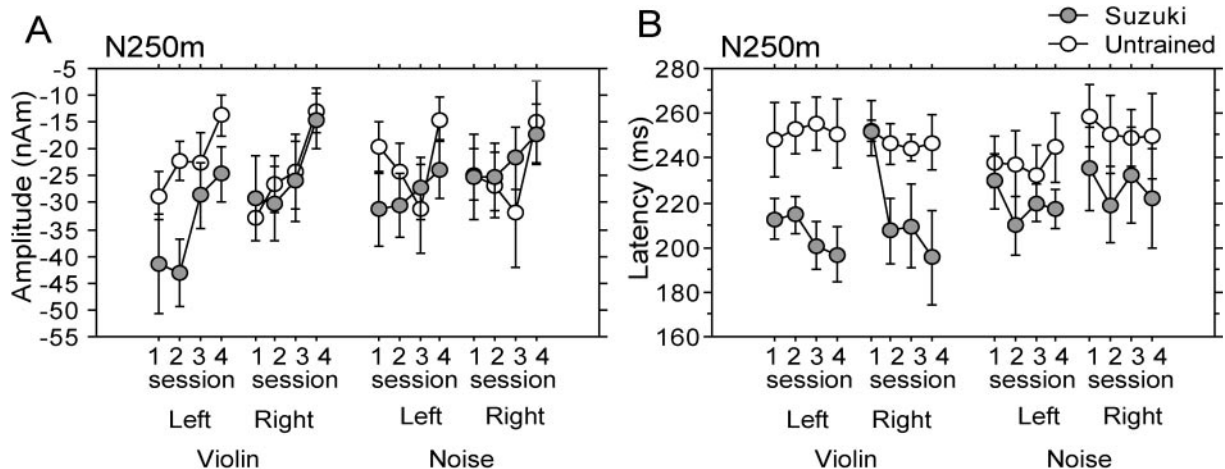 A
N250m
Amplitude (nAm)
-5
-10
-15
-20
-25
-30
-35
-40
-45
-50
-55
1 2 3 4 1 2 3 4 1 2 3 4 1 2 3 4
session session session session
Left Right Left Right
Violin Noise
B
N250m
Suzuki
Untrained
Latency (ms)
280
260
240
220
200
180
160
1 2 3 4 1 2 3 4 1 2 3 4 1 2 3 4
session session session session
Left Right Left Right
Violin Noise